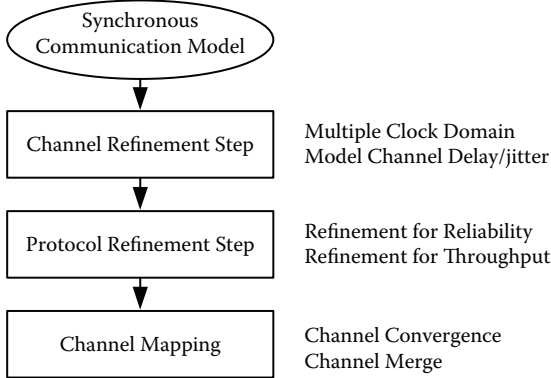 Synchronous
Communication Model
Channel Refinement Step
Multiple Clock Domain
Model Channel Delay/jitter
Protocol Refinement Step
Refinement for Reliability
Refinement for Throughput
Channel Mapping
Channel Convergence
Channel Merge